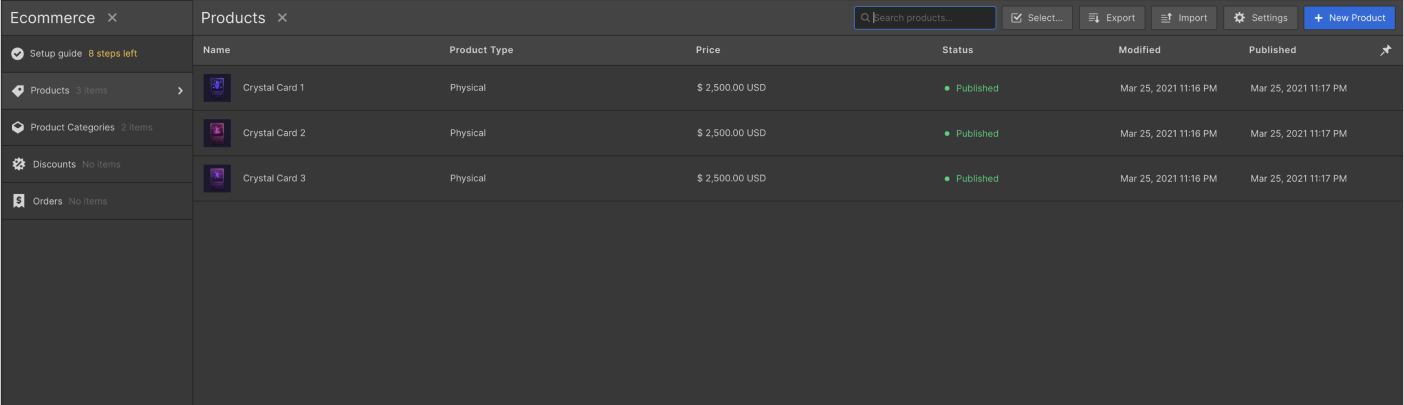 Ecommerce
Products
Search products...
Select...
Export
Import
Settings
+ New Product
Setup guide 8 steps left
Products 3 items
Product Categories 2 items
Discounts No items
Orders No items
Name Product Type Price Status Modified Published
Crystal Card 1 Physical $ 2,500.00 USD Published Mar 25, 2021 11:16 PM Mar 25, 2021 11:17 PM
Crystal Card 2 Physical $ 2,500.00 USD Published Mar 25, 2021 11:16 PM Mar 25, 2021 11:17 PM
Crystal Card 3 Physical $ 2,500.00 USD Published Mar 25, 2021 11:16 PM Mar 25, 2021 11:17 PM